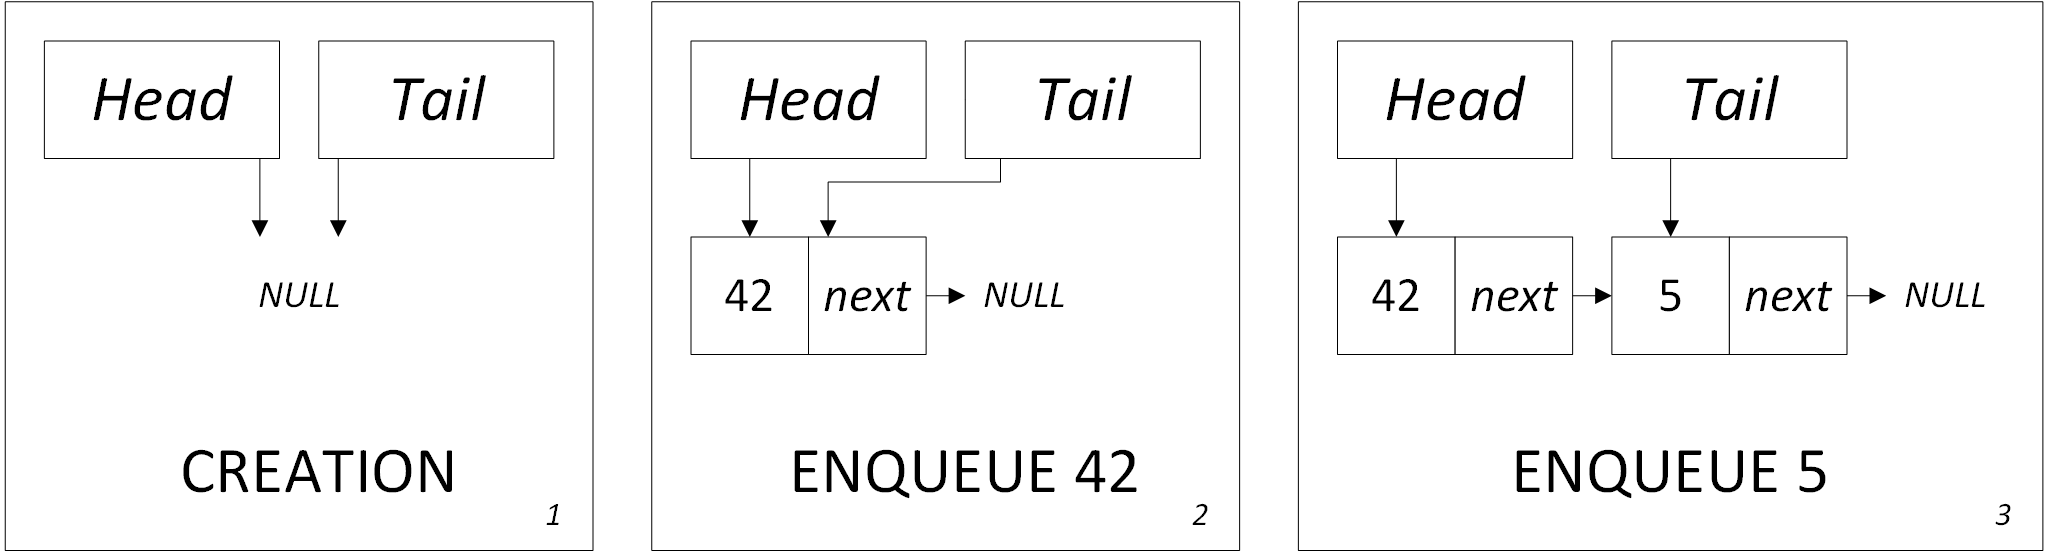 Head Tail
NULL
CREATION
1
Head Tail
42 next NULL
ENQUEUE 42
2
Head Tail
42 next 5 next NULL
ENQUEUE 5
3